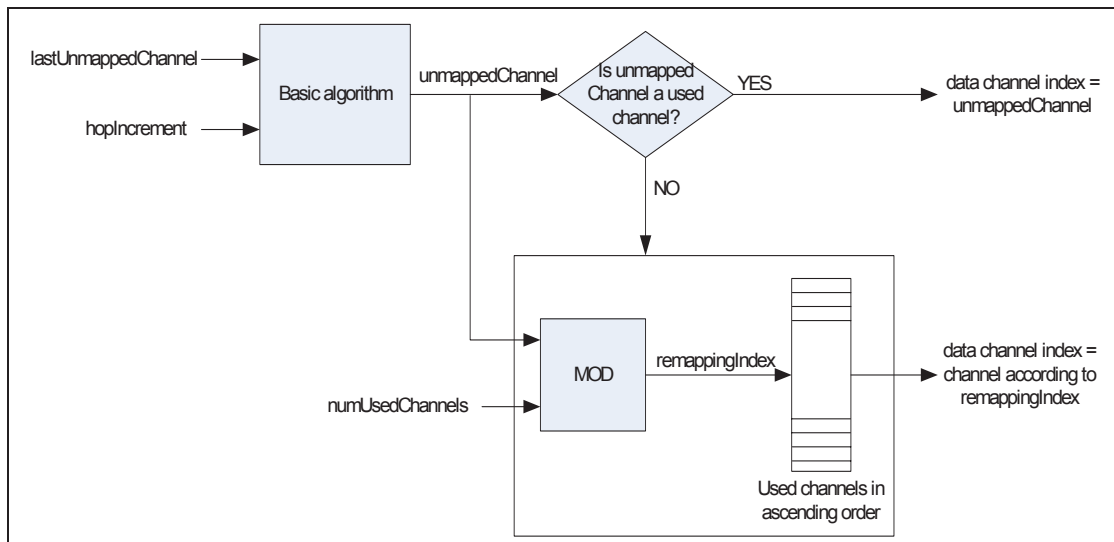 lastUnmappedChannel
hopIncrement
Basic algorithm
unmappedChannel
Is unmapped
Channel a used
channel?
YES
data channel index =
unmappedChannel
NO
numUsedChannels
MOD
remappingIndex
Used channels in
ascending order
data channel index =
channel according to
remappingIndex